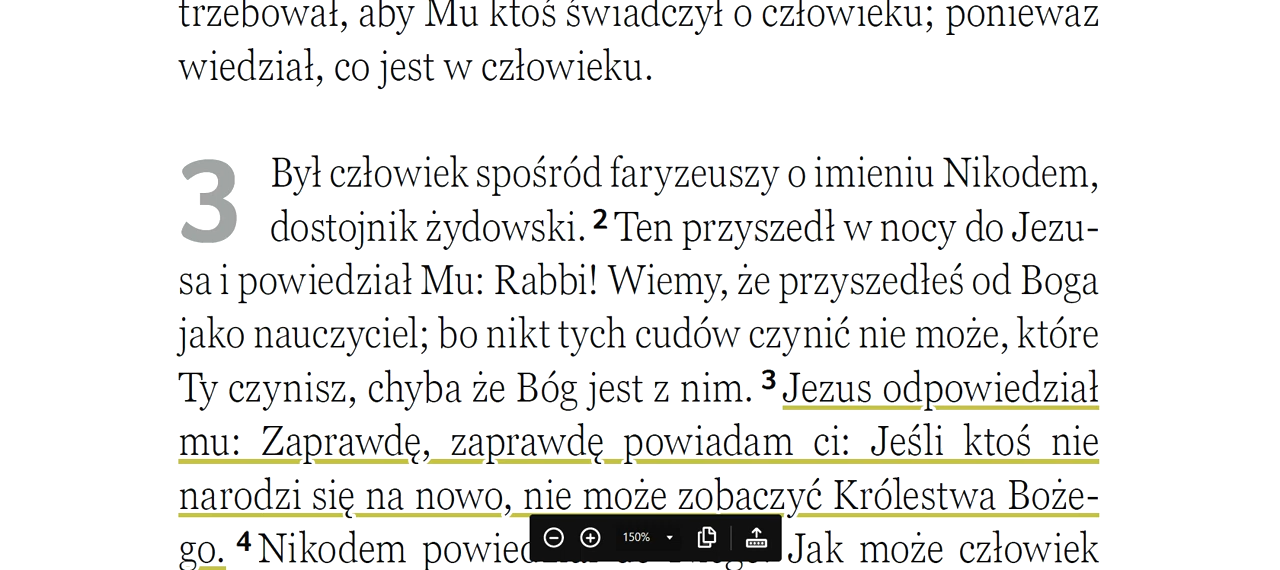 trzebował, aby Mu ktoś świadczył o człowieku; ponieważ
wiedział, co jest w człowieku.
3 Był człowiek spośród faryzeuszy o imieniu Nikodem,
dostojnik żydowski. 2 Ten przyszedł w nocy do Jezu-
sa i powiedział Mu: Rabbi! Wiemy, że przyszedłeś od Boga
jako nauczyciel; bo nikt tych cudów czynić nie może, które
Ty czynisz, chyba że Bóg jest z nim. 3 Jezus odpowiedział
mu: Zaprawdę, zaprawdę powiadam ci: Jeśli ktoś nie
narodzi się na nowo, nie może zobaczyć Królestwa Boże-
go. 4 Nikodem Jak może człowiek
150%